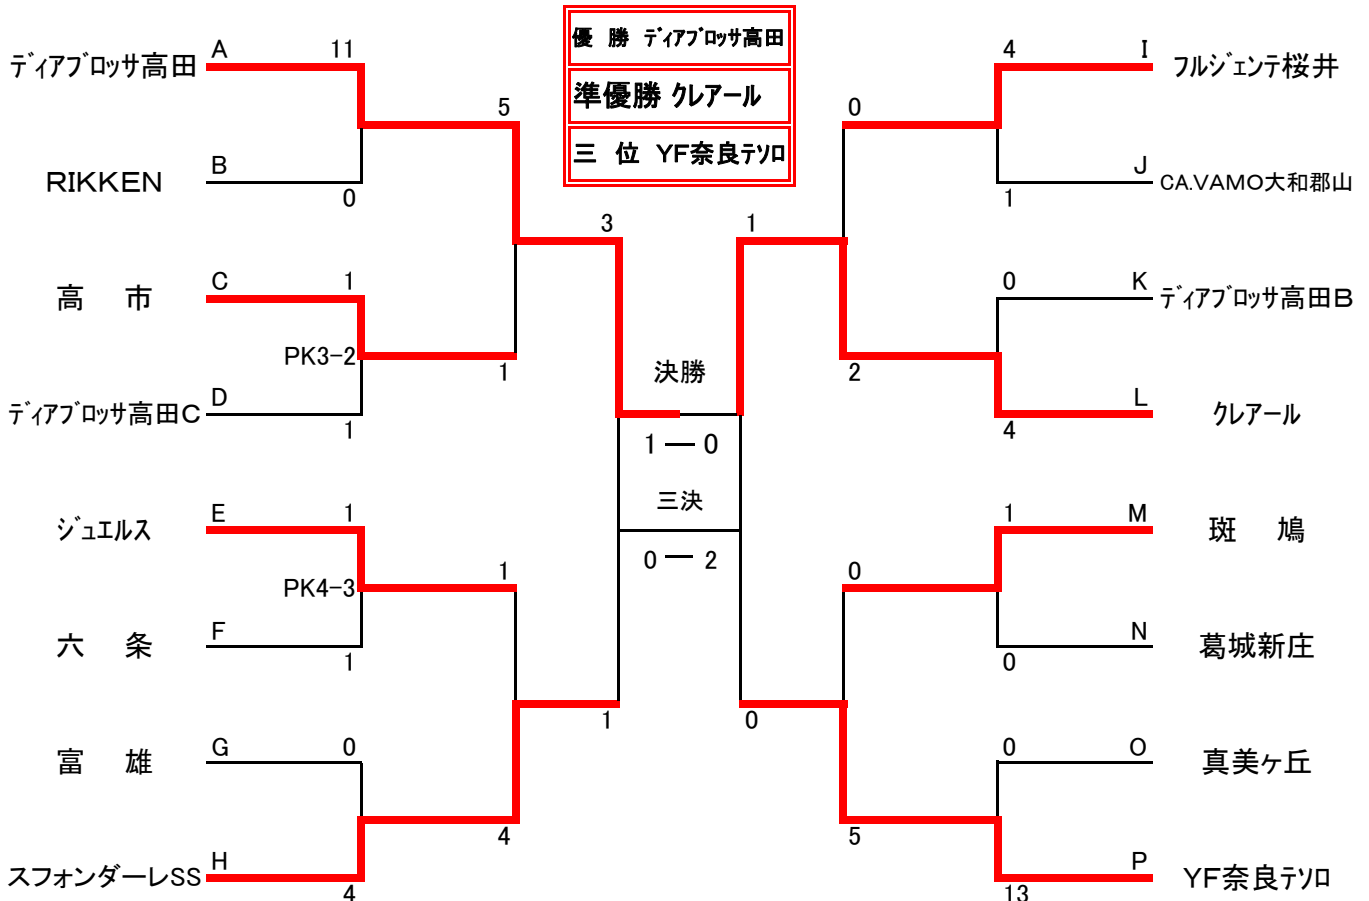 優 勝 ディアブロッサ高田
準優勝 クレアール
三 位 YF奈良テソロ
A 11
ディアブロッサ高田
5
B
RIKKEN
0
3
C 1
高 市
PK3-2
1
D
ディアブロッサ高田C
1
E 1
ジュエルス
PK4-3
1
F
六 条
1
1
G 0
富 雄
4
H
スフォンダーレSS
4
決勝
1 ― 0
三決
0 ― 2
4 I
フルジェンテ桜井
0
J
CA.VAMO大和郡山
1
1
0 K
ディアブロッサ高田B
2
L
クレアール
4
1 M
斑 鳩
0
N
葛城新庄
0
0
0 O
真美ヶ丘
5
P
YF奈良テソロ
13